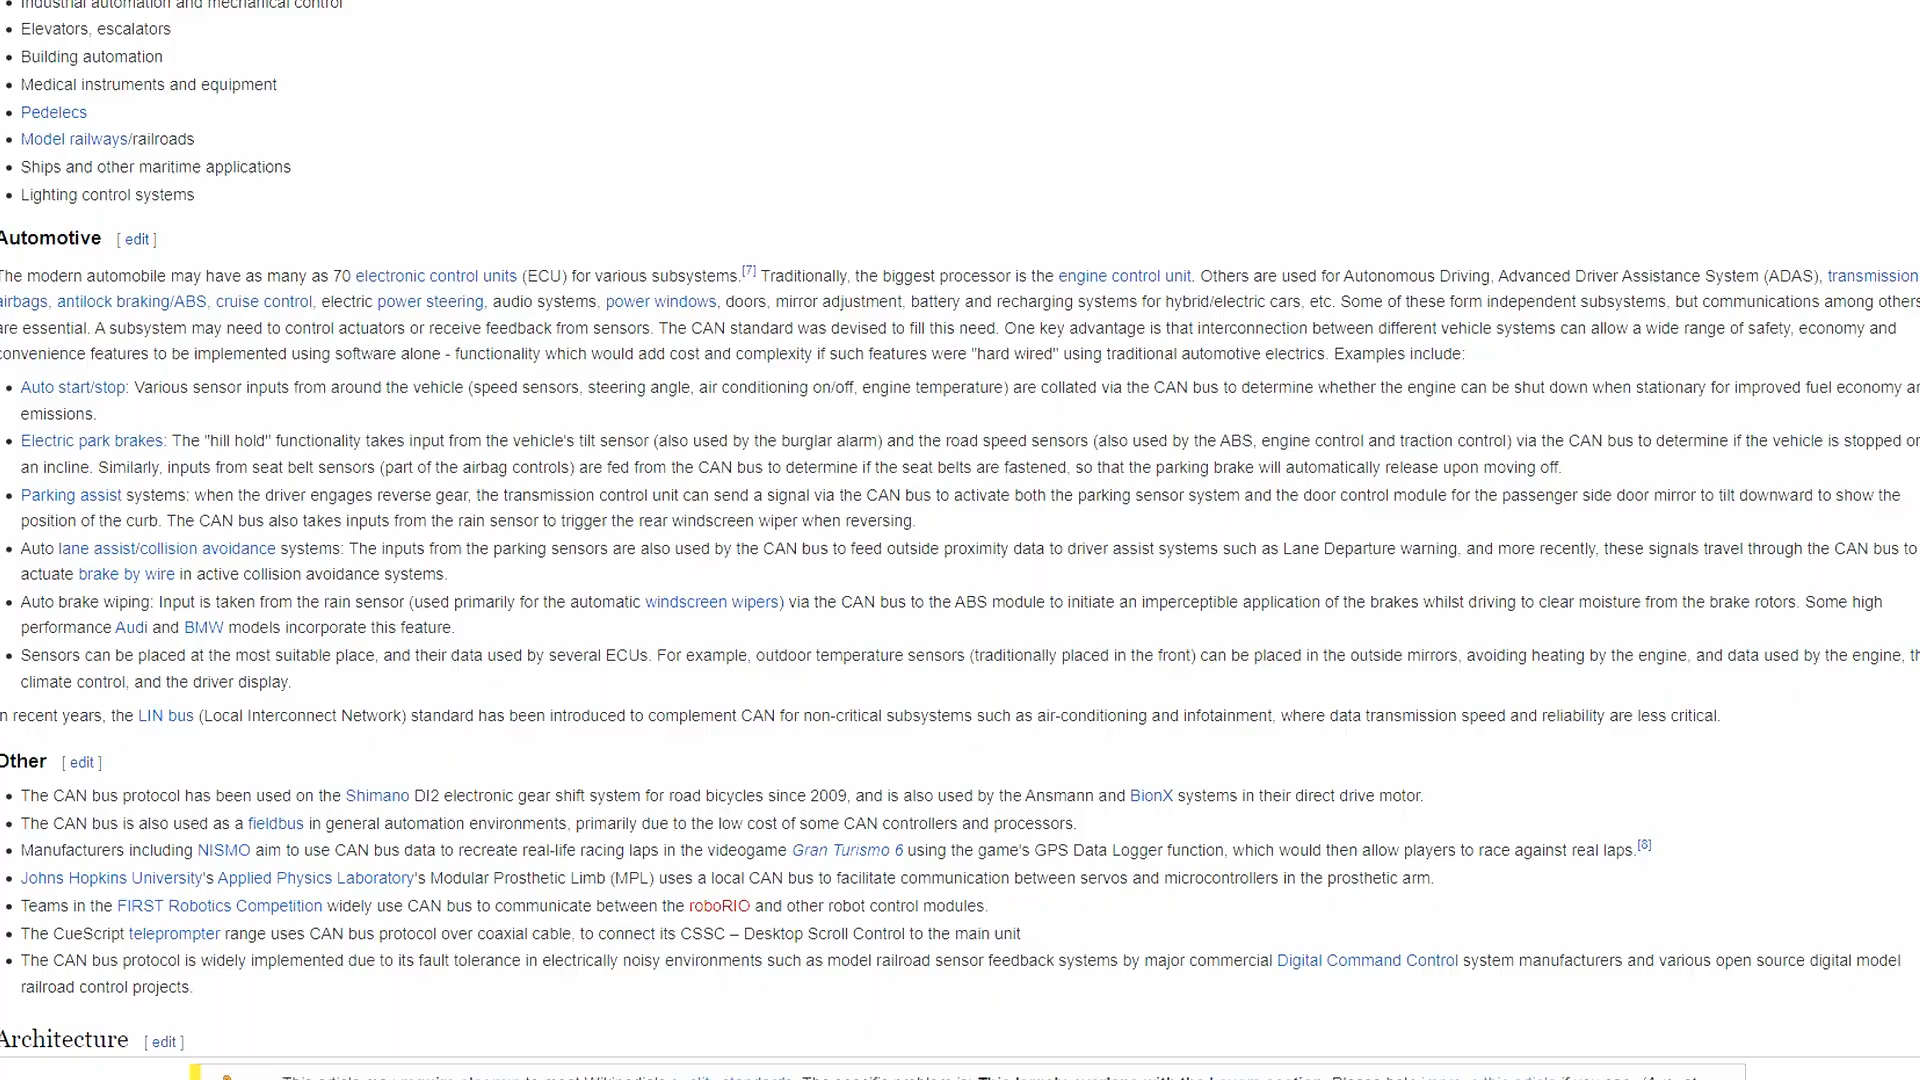 Industrial automation and mechanical control
Elevators, escalators
Building automation
Medical instruments and equipment
Pedelecs
Model railways/railroads
Ships and other maritime applications
Lighting control systems
Automotive [ edit ]
The modern automobile may have as many as 70 electronic control units (ECU) for various subsystems.[7] Traditionally, the biggest processor is the engine control unit. Others are used for Autonomous Driving, Advanced Driver Assistance System (ADAS), transmission
airbags, antilock braking/ABS, cruise control, electric power steering, audio systems, power windows, doors, mirror adjustment, battery and recharging systems for hybrid/electric cars, etc. Some of these form independent subsystems, but communications among others
are essential. A subsystem may need to control actuators or receive feedback from sensors. The CAN standard was devised to fill this need. One key advantage is that interconnection between different vehicle systems can allow a wide range of safety, economy and
convenience features to be implemented using software alone - functionality which would add cost and complexity if such features were "hard wired" using traditional automotive electrics. Examples include:
Auto start/stop: Various sensor inputs from around the vehicle (speed sensors, steering angle, air conditioning on/off, engine temperature) are collated via the CAN bus to determine whether the engine can be shut down when stationary for improved fuel economy
emissions.
Electric park brakes: The "hill hold" functionality takes input from the vehicle's tilt sensor (also used by the burglar alarm) and the road speed sensors (also used by the ABS, engine control and traction control) via the CAN bus to determine if the vehicle is stopped on
an incline. Similarly, inputs from seat belt sensors (part of the airbag controls) are fed from the CAN bus to determine if the seat belts are fastened, so that the parking brake will automatically release upon moving off.
Parking assist systems: when the driver engages reverse gear, the transmission control unit can send a signal via the CAN bus to activate both the parking sensor system and the door control module for the passenger side door mirror to tilt downward to show the
position of the curb. The CAN bus also takes inputs from the rain sensor to trigger the rear windscreen wiper when reversing.
Auto lane assist/collision avoidance systems: The inputs from the parking sensors are also used by the CAN bus to feed outside proximity data to driver assist systems such as Lane Departure warning, and more recently, these signals travel through the CAN bus to
actuate brake by wire in active collision avoidance systems.
Auto brake wiping: Input is taken from the rain sensor (used primarily for the automatic windscreen wipers) via the CAN bus to the ABS module to initiate an imperceptible application of the brakes whilst driving to clear moisture from the brake rotors. Some high
performance Audi and BMW models incorporate this feature.
Sensors can be placed at the most suitable place, and their data used by several ECUs. For example, outdoor temperature sensors (traditionally placed in the front) can be placed in the outside mirrors, avoiding heating by the engine, and data used by the engine,
climate control, and the driver display.
In recent years, the LIN bus (Local Interconnect Network) standard has been introduced to complement CAN for non-critical subsystems such as air-conditioning and infotainment, where data transmission speed and reliability are less critical.
Other [ edit ]
The CAN bus protocol has been used on the Shimano DI2 electronic gear shift system for road bicycles since 2009, and is also used by the Ansmann and BionX systems in their direct drive motor.
The CAN bus is also used as a fieldbus in general automation environments, primarily due to the low cost of some CAN controllers and processors.
Manufacturers including NISMO aim to use CAN bus data to recreate real-life racing laps in the videogame Gran Turismo 6 using the game's GPS Data Logger function, which would then allow players to race against real laps.[8]
Johns Hopkins University's Applied Physics Laboratory's Modular Prosthetic Limb (MPL) uses a local CAN bus to facilitate communication between servos and microcontrollers in the prosthetic arm.
Teams in the FIRST Robotics Competition widely use CAN bus to communicate between the roboRIO and other robot control modules.
The CueScript teleprompter range uses CAN bus protocol over coaxial cable, to connect its CSSC – Desktop Scroll Control to the main unit
The CAN bus protocol is widely implemented due to its fault tolerance in electrically noisy environments such as model railroad sensor feedback systems by major commercial Digital Command Control system manufacturers and various open source digital model
railroad control projects.
Architecture [ edit ]